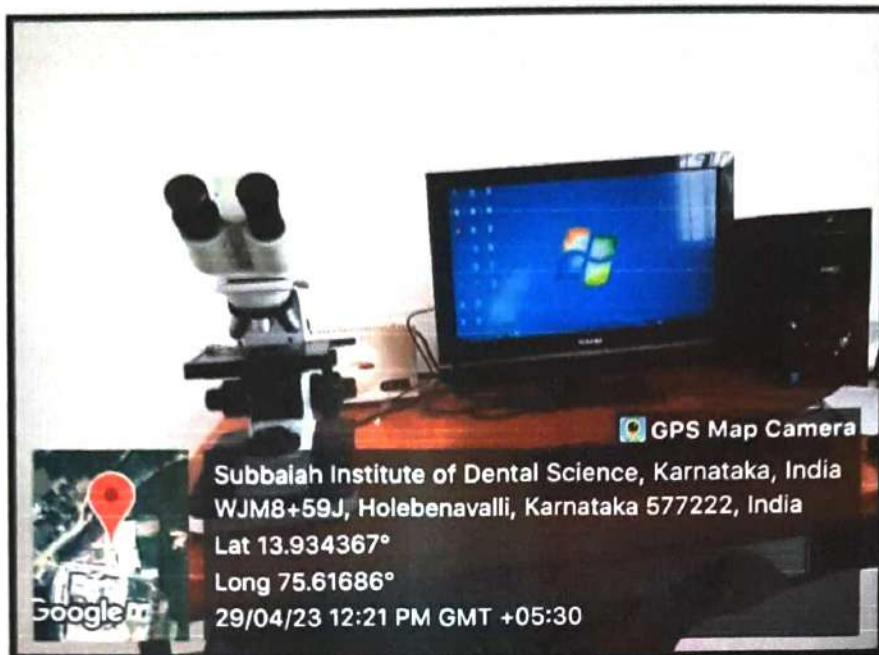 GPS Map Camera
Subbaiah Institute of Dental Science, Karnataka, India
WJM8+59J, Holebenavalli, Karnataka 577222, India
Lat 13.934367°
Long 75.61686°
29/04/23 12:21 PM GMT +05:30
Google